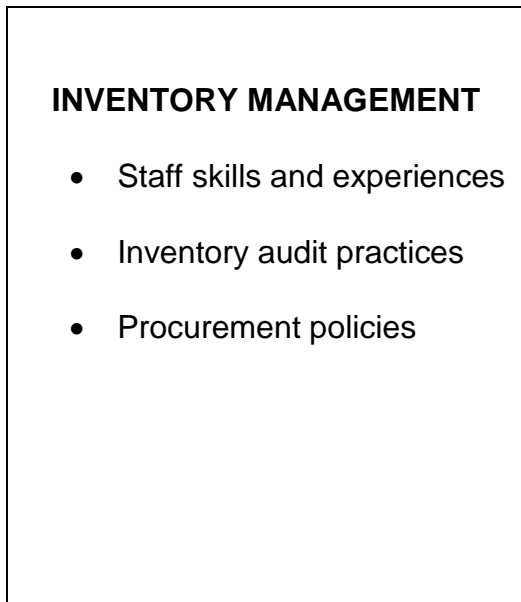 INVENTORY MANAGEMENT
• Staff skills and experiences
• Inventory audit practices
• Procurement policies